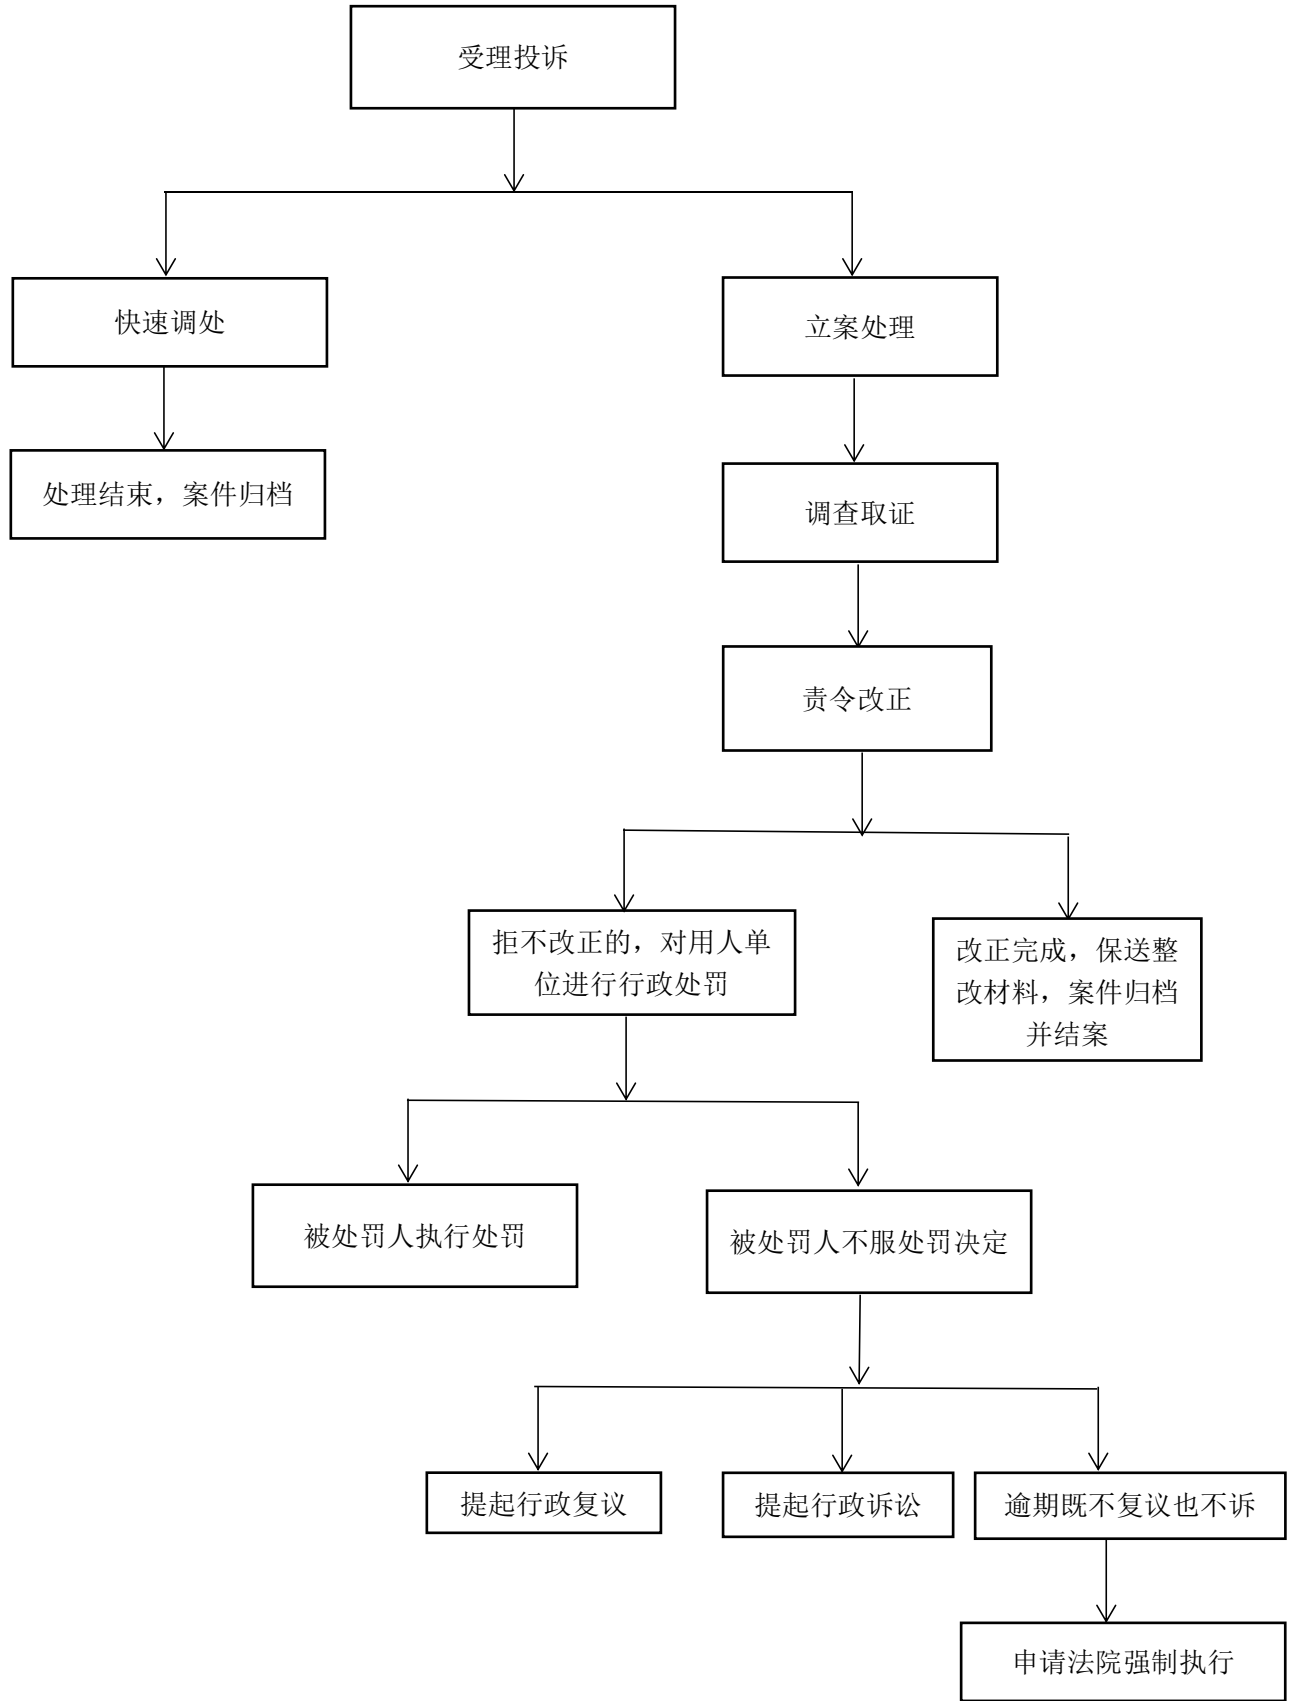 受理投诉
快速调处
立案处理
处理结束，案件归档
调查取证
责令改正
拒不改正的，对用人单
位进行行政处罚
改正完成，保送整
改材料，案件归档
并结案
被处罚人执行处罚
被处罚人不服处罚决定
提起行政复议
提起行政诉讼
逾期既不复议也不诉
申请法院强制执行